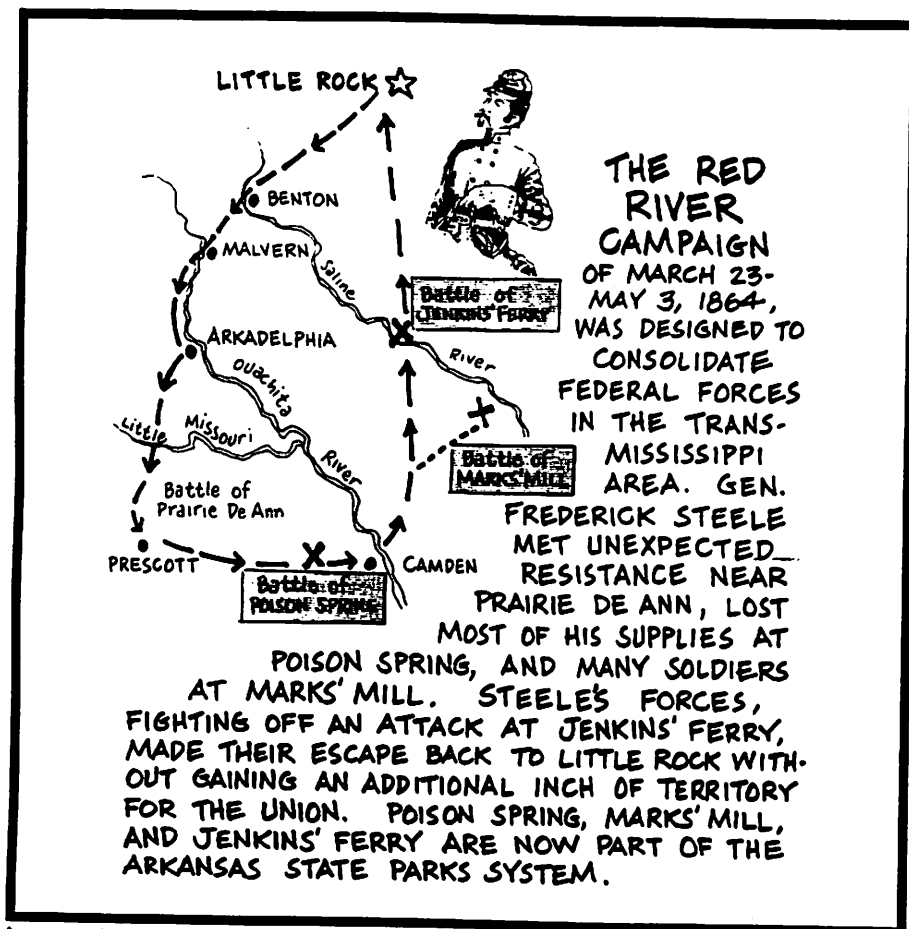 LITTLE ROCK
BENTON
MALVERN
Saline
River
Battle of
JENKINS' FERRY
ARKADELPHIA
Ouachita
River
Little Missouri
Battle of
MARKS' MILL
Battle of
Prairie De Ann
PRESCOTT
CAMDEN
Battle of
POISON SPRING
THE RED
RIVER
CAMPAIGN
OF MARCH 23-
MAY 3, 1864,
WAS DESIGNED TO
CONSOLIDATE
FEDERAL FORCES
IN THE TRANS-
MISSISSIPPI
AREA. GEN.
FREDERICK STEELE
MET UNEXPECTED
RESISTANCE NEAR
PRAIRIE DE ANN, LOST
MOST OF HIS SUPPLIES AT
POISON SPRING, AND MANY SOLDIERS
AT MARKS' MILL. STEELE'S FORCES,
FIGHTING OFF AN ATTACK AT JENKINS' FERRY,
MADE THEIR ESCAPE BACK TO LITTLE ROCK WITH-
OUT GAINING AN ADDITIONAL INCH OF TERRITORY
FOR THE UNION. POISON SPRING, MARKS' MILL,
AND JENKINS' FERRY ARE NOW PART OF THE
ARKANSAS STATE PARKS SYSTEM.